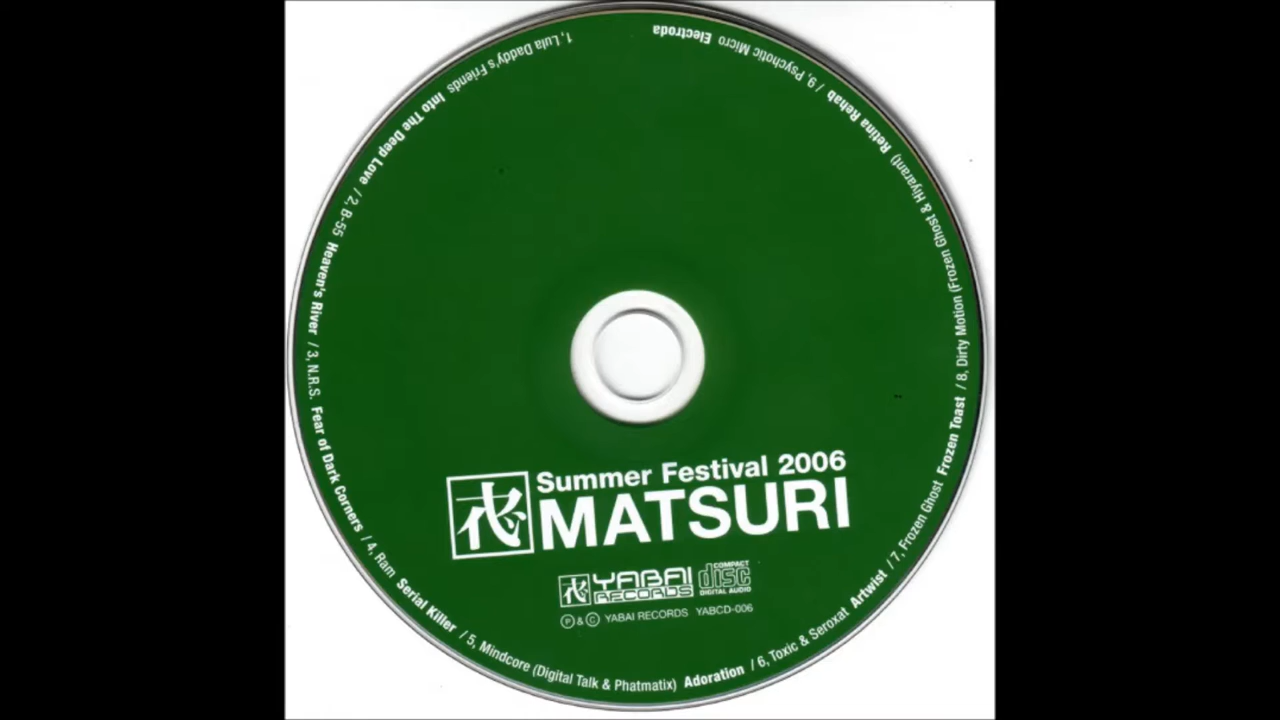 1, Lula Daddy's Friends Into The Deep Love / 2, B-55 Heaven's River / 3, N.R.S. Fear of Dark Corners / 4, Ram Serial Killer / 5, Mindcore (Digital Talk & Phatmatix) Adoration / 6, Toxic & Seroxat Artwist / 7, Frozen Ghost Frozen Toast / 8, Dirty Motion (Frozen Ghost & Hiyarant) Retina Rehab / 9, Psychotic Micro Electroda
Summer Festival 2006
MATSURI
YABAI
RECORDS
COMPACT
disc
DIGITAL AUDIO
Ⓟ & Ⓒ YABAI RECORDS YABCD-006